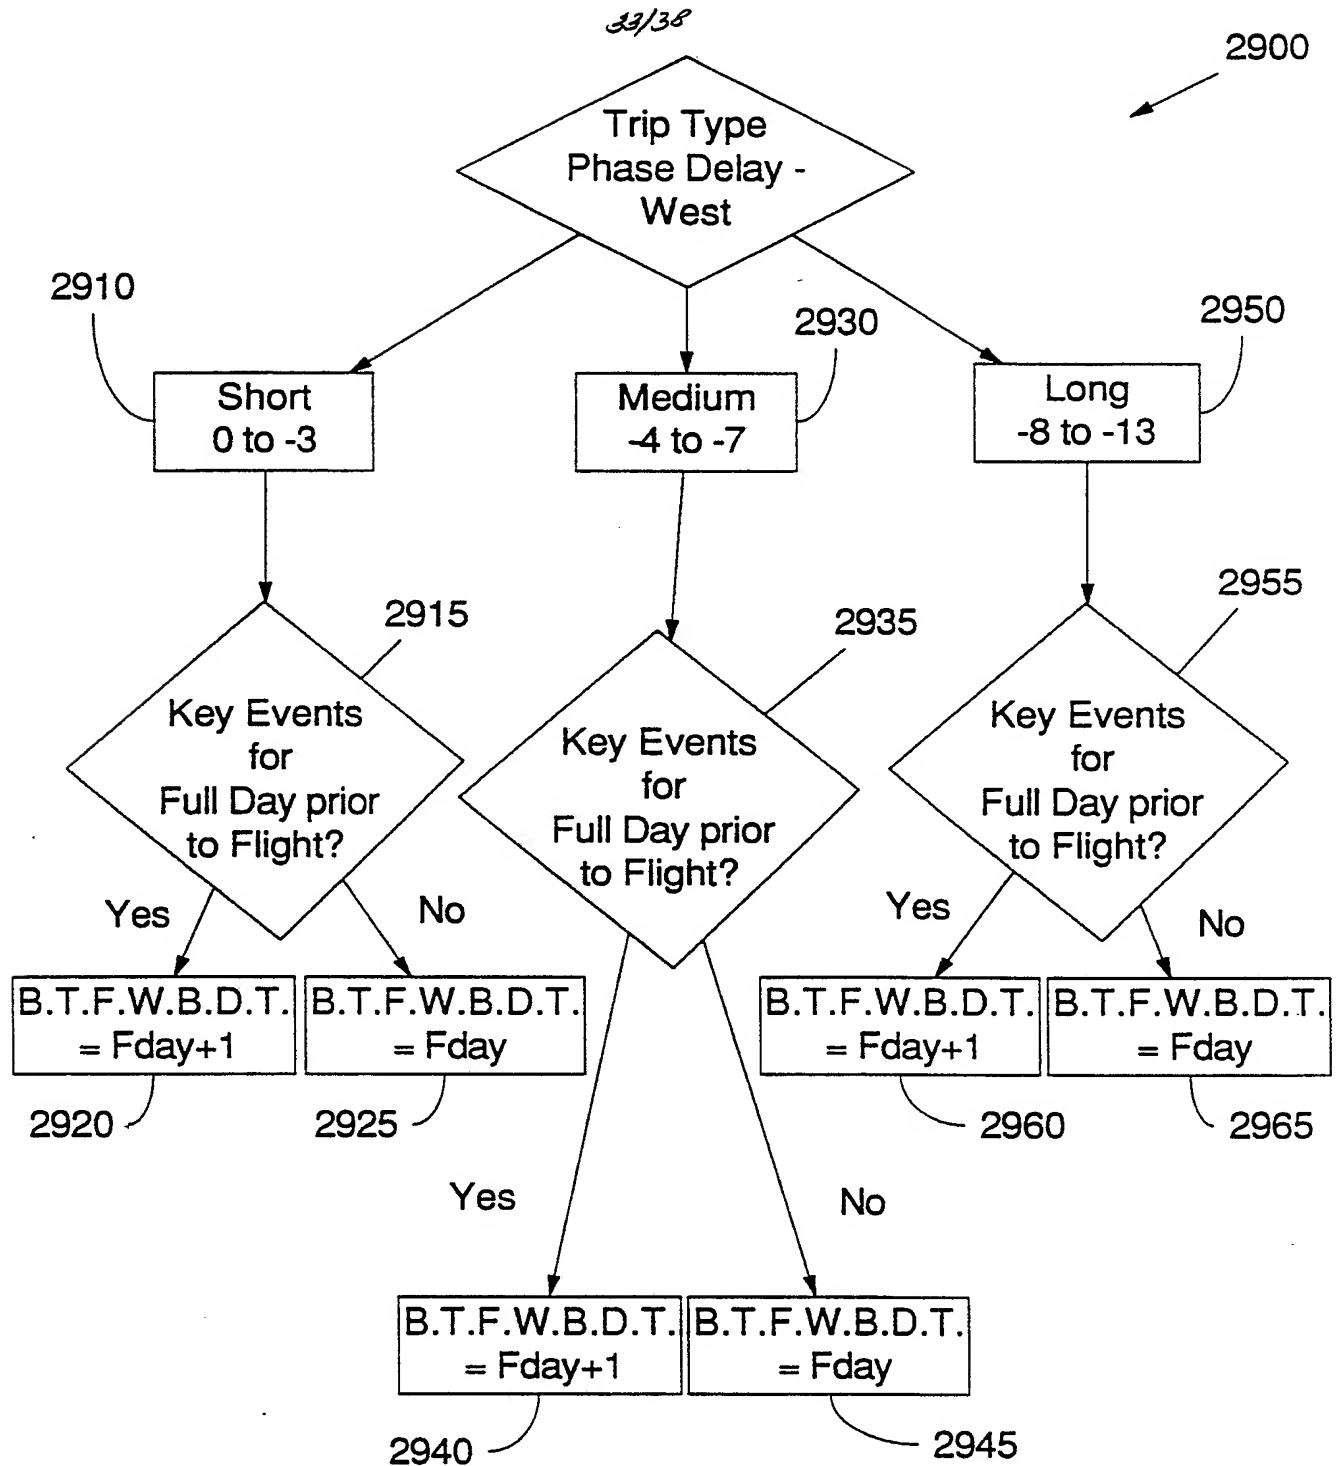 33/38
2900
Trip Type
Phase Delay -
West
2910
2930
2950
Short
0 to -3
Medium
-4 to -7
Long
-8 to -13
2915
2935
2955
Key Events
for
Full Day prior
to Flight?
Key Events
for
Full Day prior
to Flight?
Key Events
for
Full Day prior
to Flight?
Yes
No
Yes
No
B.T.F.W.B.D.T.
= Fday+1
B.T.F.W.B.D.T.
= Fday
B.T.F.W.B.D.T.
= Fday+1
B.T.F.W.B.D.T.
= Fday
2920
2925
2960
2965
Yes
No
B.T.F.W.B.D.T.
= Fday+1
B.T.F.W.B.D.T.
= Fday
2940
2945